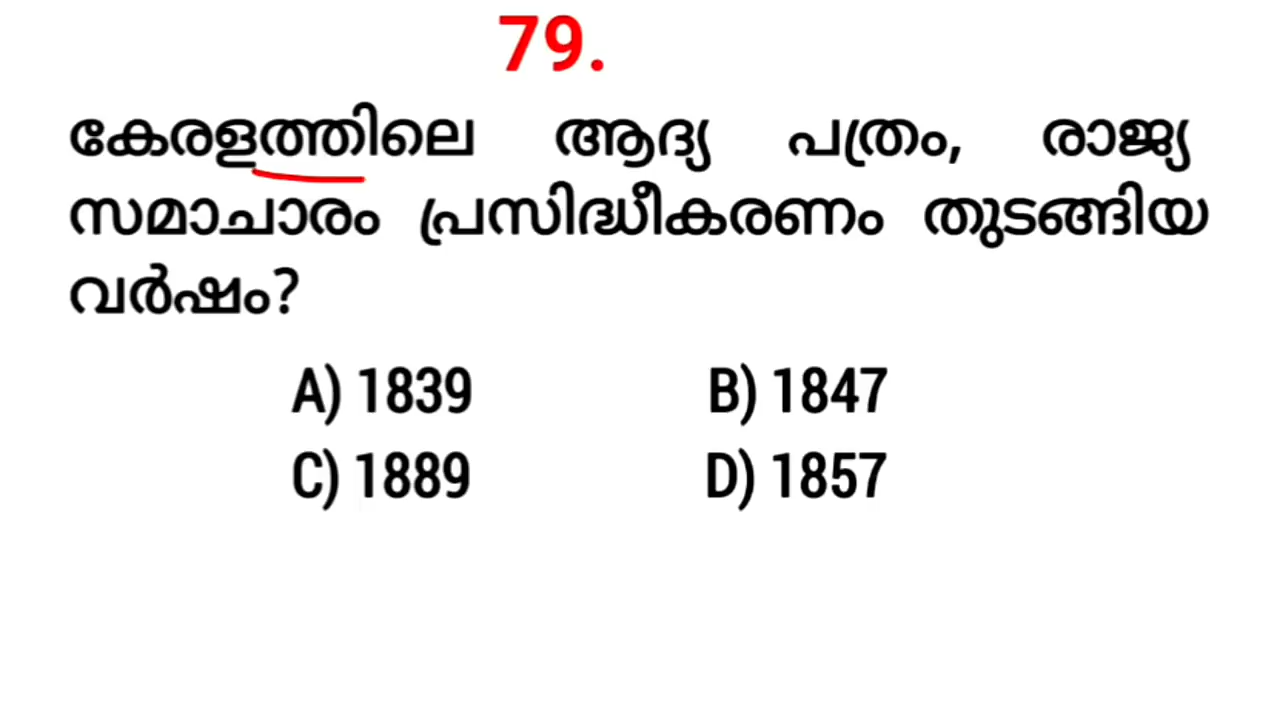 79.
കേരളത്തിലെ ആദ്യ പത്രം, രാജ്യ
സമാചാരം പ്രസിദ്ധീകരണം തുടങ്ങിയ
വർഷം?
A) 1839 B) 1847
C) 1889 D) 1857